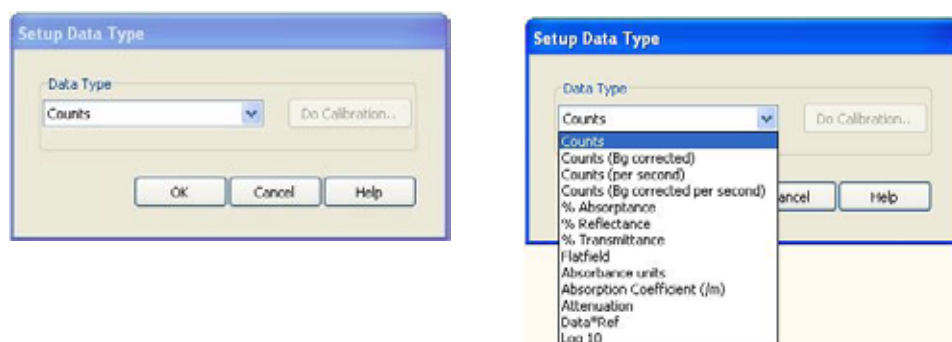 Setup Data Type
Data Type
Counts
Do Calibration...
OK
Cancel
Help
Setup Data Type
Data Type
Counts
Do Calibration...
Counts
Counts (Bg corrected)
Counts (per second)
Counts (Bg corrected per second)
% Absorptance
% Reflectance
% Transmittance
Flatfield
Absorbance units
Absorption Coefficient (/m)
Attenuation
Data*Ref
Log 10
ancel
Help